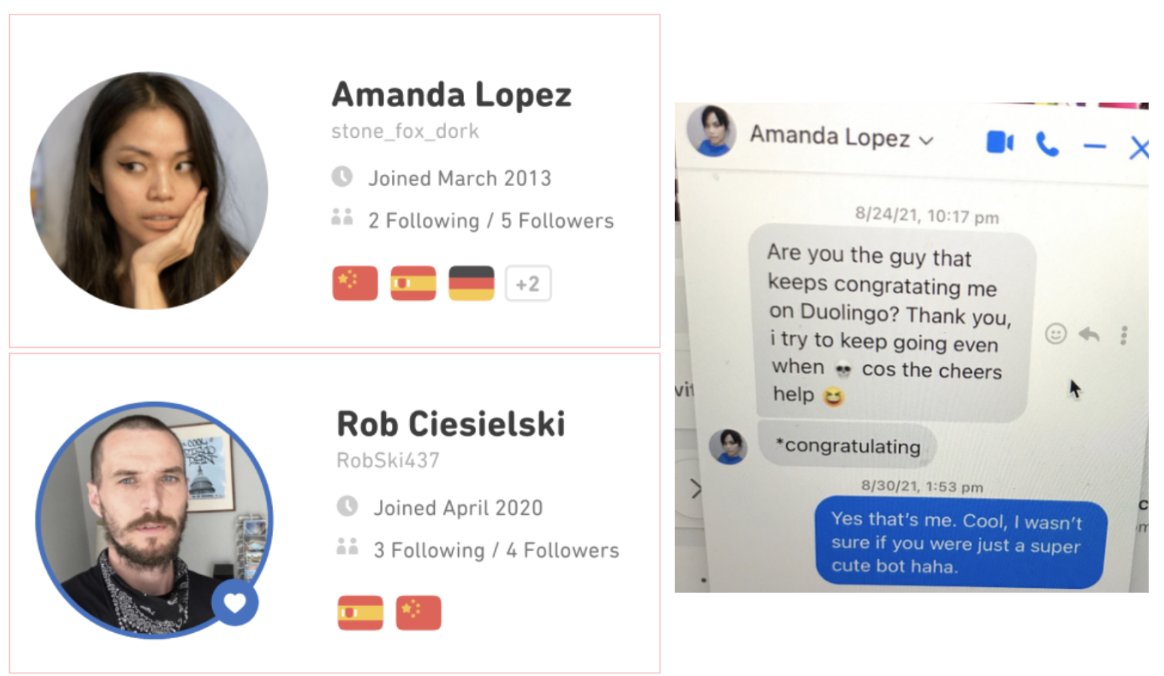 Amanda Lopez
stone_fox_dork
Joined March 2013
2 Following / 5 Followers
+2
Rob Ciesielski
RobSki437
Joined April 2020
3 Following / 4 Followers
Amanda Lopez
8/24/21, 10:17 pm
Are you the guy that
keeps congratating me
on Duolingo? Thank you,
i try to keep going even
when 💀 cos the cheers
help 😆
*congratulating
8/30/21, 1:53 pm
Yes that's me. Cool, I wasn't
sure if you were just a super
cute bot haha.